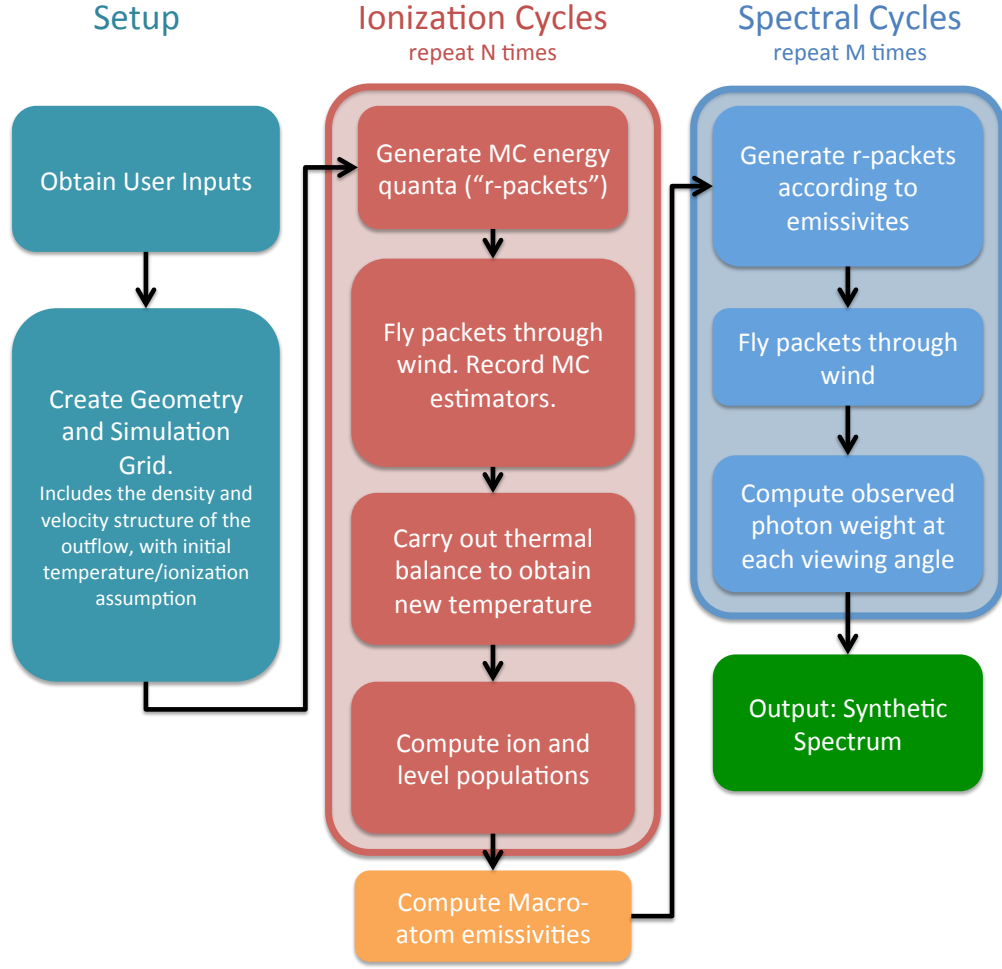 Setup
Obtain User Inputs
Create Geometry
and Simulation
Grid.
Includes the density and
velocity structure of the
outflow, with initial
temperature/ionization
assumption
Ionization Cycles
repeat N times
Generate MC energy
quanta (“r-packets”)
Fly packets through
wind. Record MC
estimators.
Carry out thermal
balance to obtain
new temperature
Compute ion and
level populations
Compute Macro-
atom emissivities
Spectral Cycles
repeat M times
Generate r-packets
according to
emissivites
Fly packets through
wind
Compute observed
photon weight at
each viewing angle
Output: Synthetic
Spectrum